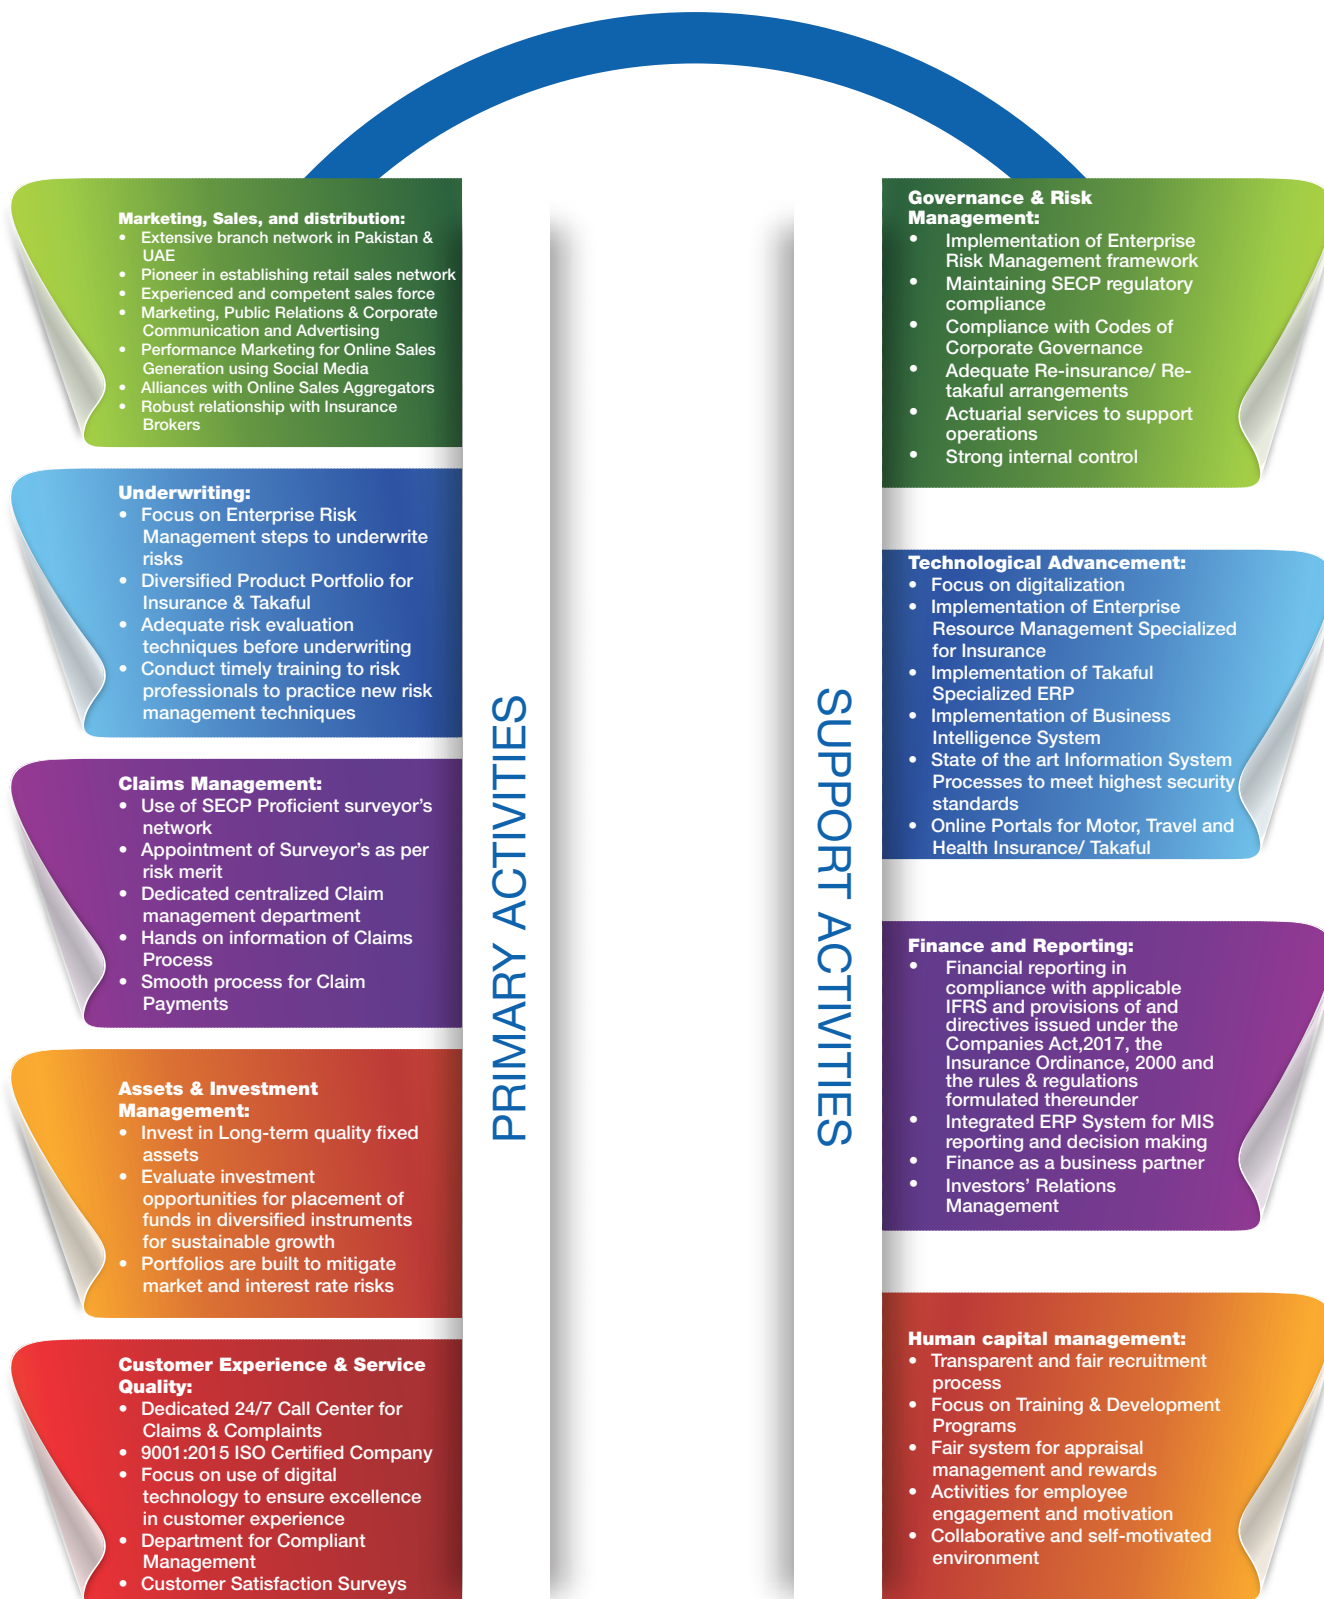 Marketing, Sales, and distribution:
• Extensive branch network in Pakistan &
UAE
• Pioneer in establishing retail sales network
• Experienced and competent sales force
• Marketing, Public Relations & Corporate
Communication and Advertising
• Performance Marketing for Online Sales
Generation using Social Media
• Alliances with Online Sales Aggregators
• Robust relationship with Insurance
Brokers
Underwriting:
• Focus on Enterprise Risk
Management steps to underwrite
risks
• Diversified Product Portfolio for
Insurance & Takaful
• Adequate risk evaluation
techniques before underwriting
• Conduct timely training to risk
professionals to practice new risk
management techniques
Claims Management:
• Use of SECP Proficient surveyor's
network
• Appointment of Surveyor's as per
risk merit
• Dedicated centralized Claim
management department
• Hands on information of Claims
Process
• Smooth process for Claim
Payments
Assets & Investment
Management:
• Invest in Long-term quality fixed
assets
• Evaluate investment
opportunities for placement of
funds in diversified instruments
for sustainable growth
• Portfolios are built to mitigate
market and interest rate risks
Customer Experience & Service
Quality:
• Dedicated 24/7 Call Center for
Claims & Complaints
• 9001:2015 ISO Certified Company
• Focus on use of digital
technology to ensure excellence
in customer experience
• Department for Compliant
Management
• Customer Satisfaction Surveys
PRIMARY ACTIVITIES
SUPPORT ACTIVITIES
Governance & Risk
Management:
• Implementation of Enterprise
Risk Management framework
• Maintaining SECP regulatory
compliance
• Compliance with Codes of
Corporate Governance
• Adequate Re-insurance/ Re-
takaful arrangements
• Actuarial services to support
operations
• Strong internal control
Technological Advancement:
• Focus on digitalization
• Implementation of Enterprise
Resource Management Specialized
for Insurance
• Implementation of Takaful
Specialized ERP
• Implementation of Business
Intelligence System
• State of the art Information System
Processes to meet highest security
standards
• Online Portals for Motor, Travel and
Health Insurance/ Takaful
Finance and Reporting:
• Financial reporting in
compliance with applicable
IFRS and provisions of and
directives issued under the
Companies Act,2017, the
Insurance Ordinance, 2000 and
the rules & regulations
formulated thereunder
• Integrated ERP System for MIS
reporting and decision making
• Finance as a business partner
• Investors' Relations
Management
Human capital management:
• Transparent and fair recruitment
process
• Focus on Training & Development
Programs
• Fair system for appraisal
management and rewards
• Activities for employee
engagement and motivation
• Collaborative and self-motivated
environment